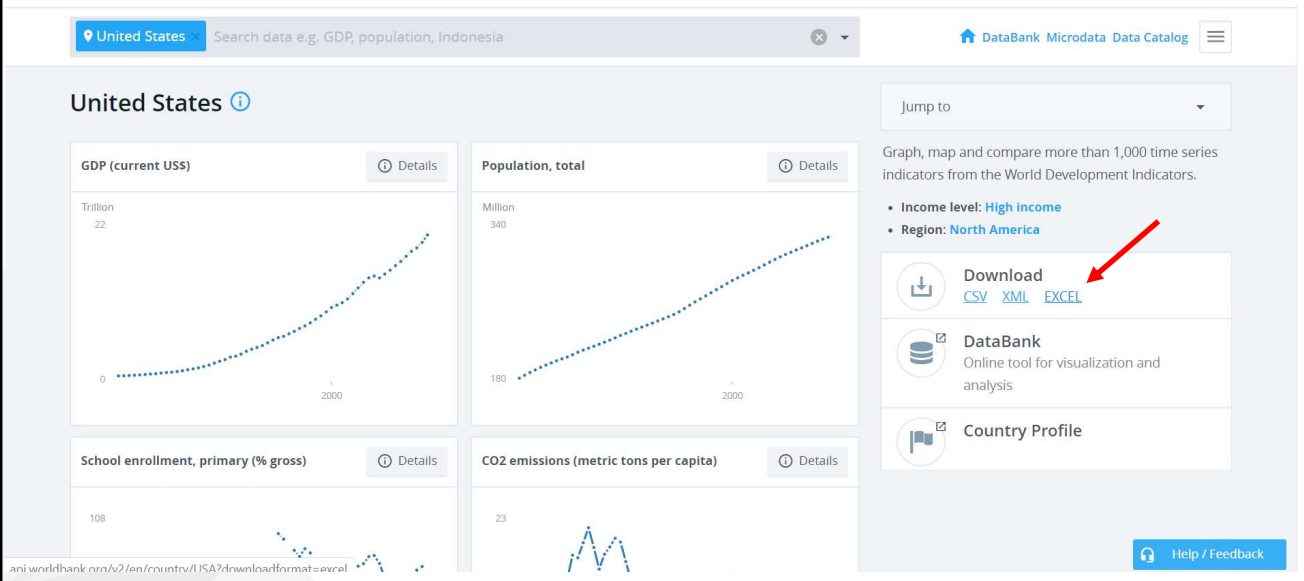 United States ×
Search data e.g. GDP, population, Indonesia
DataBank Microdata Data Catalog
United States
Jump to
GDP (current US$)
Details
Population, total
Details
Graph, map and compare more than 1,000 time series
indicators from the World Development Indicators.
Trillion
22
0
2000
Million
340
180
2000
• Income level: High income
• Region: North America
Download
CSV XML EXCEL
DataBank
Online tool for visualization and
analysis
Country Profile
School enrollment, primary (% gross)
Details
CO2 emissions (metric tons per capita)
Details
108
23
Help / Feedback
api.worldbank.org/v2/en/country/USA?downloadformat=excel